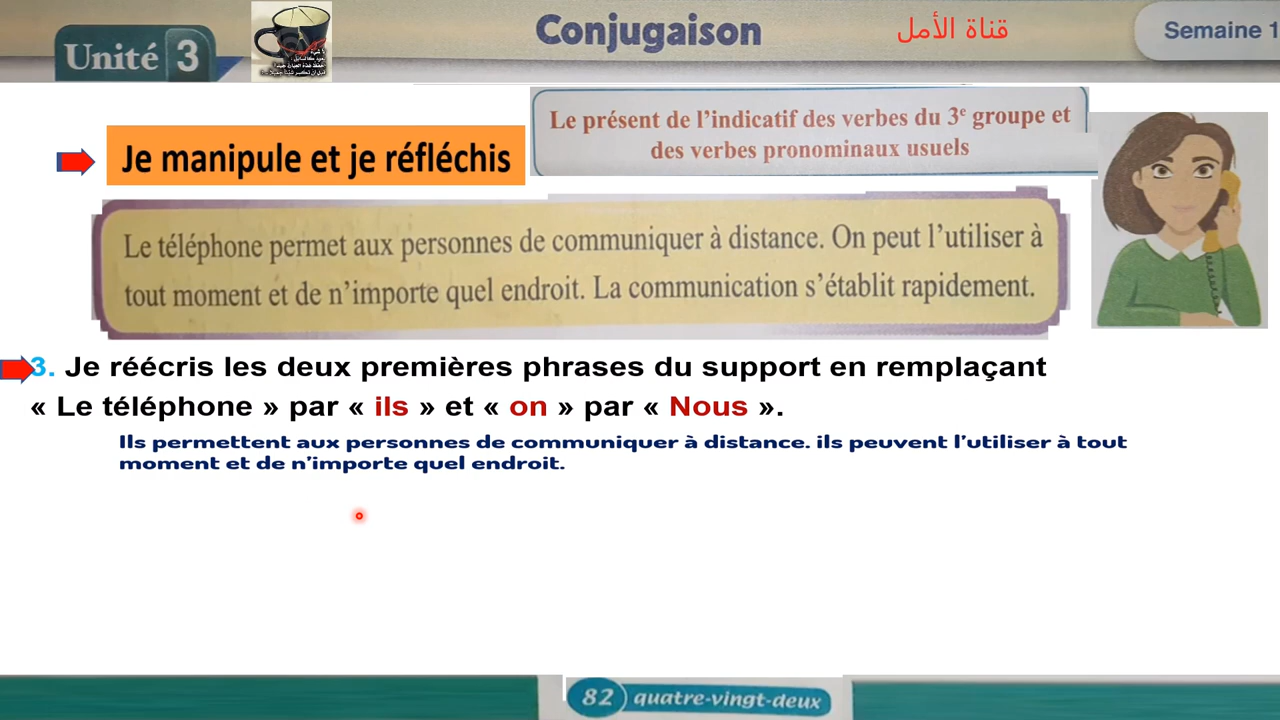 Unité 3
Conjugaison
قناة الأمل
Semaine 1
Le présent de l'indicatif des verbes du 3e groupe et
des verbes pronominaux usuels
Je manipule et je réfléchis
Le téléphone permet aux personnes de communiquer à distance. On peut l'utiliser à
tout moment et de n'importe quel endroit. La communication s'établit rapidement.
3. Je réécris les deux premières phrases du support en remplaçant
« Le téléphone » par « ils » et « on » par « Nous ».
Ils permettent aux personnes de communiquer à distance. ils peuvent l'utiliser à tout
moment et de n'importe quel endroit.
82 quatre-vingt-deux